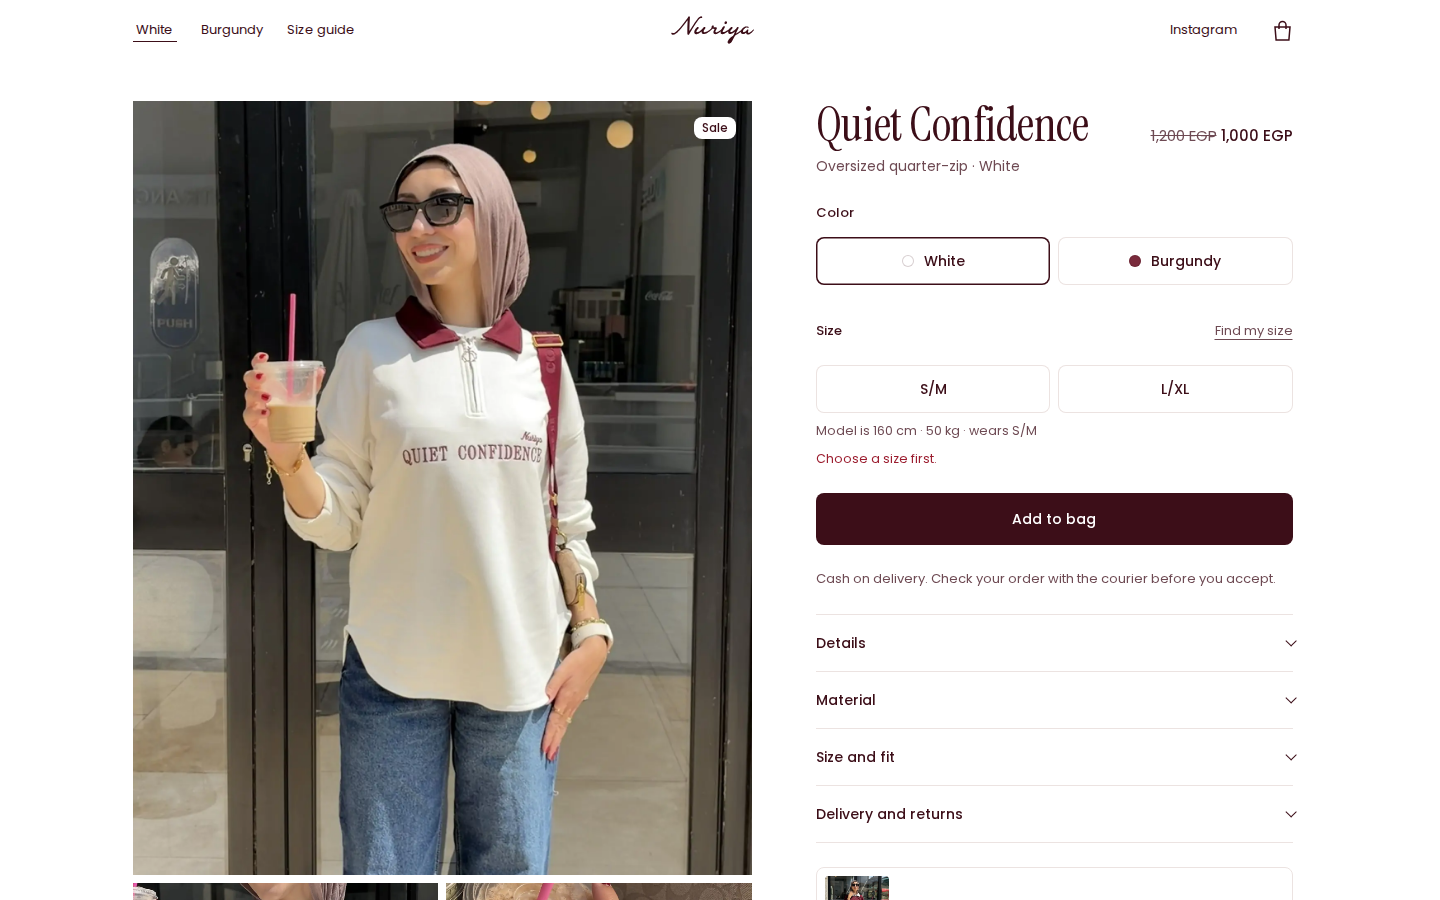 White Burgundy Size guide
Nuriya
Instagram
Sale
PUSH
Coca-Cola
Nuriya
QUIET CONFIDENCE
Quiet Confidence
1,200 EGP 1,000 EGP
Oversized quarter-zip · White
Color
White
Burgundy
Size
Find my size
S/M
L/XL
Model is 160 cm · 50 kg · wears S/M
Choose a size first.
Add to bag
Cash on delivery. Check your order with the courier before you accept.
Details
Material
Size and fit
Delivery and returns